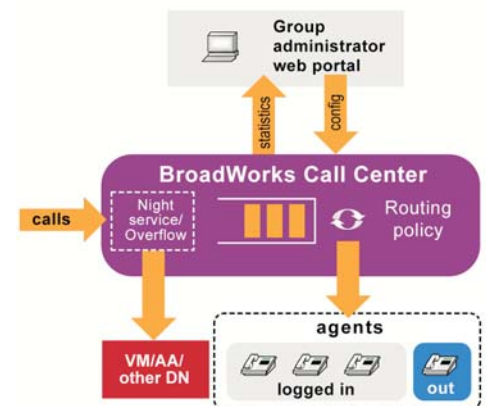 Group
administrator
web portal
statistics
config
BroadWorks Call Center
calls
Night
service/
Overflow
Routing
policy
agents
VM/AA/
other DN
logged in
out